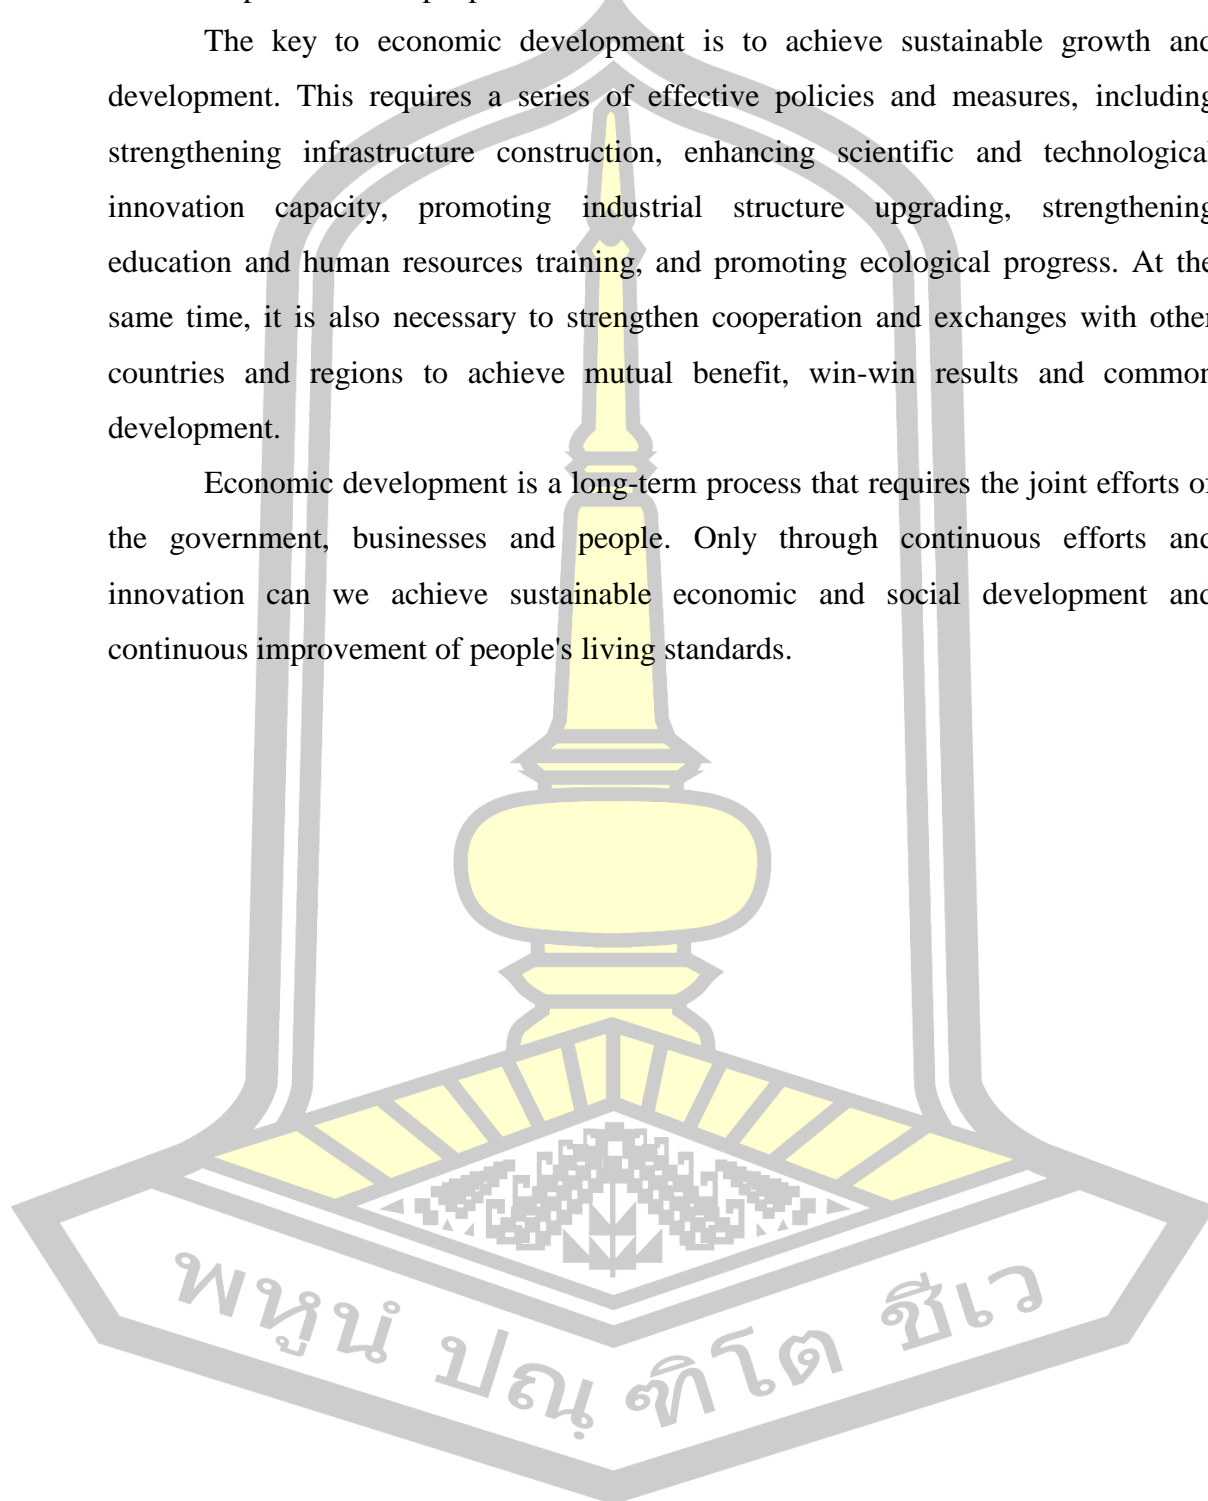 The key to economic development is to achieve sustainable growth and
development. This requires a series of effective policies and measures, including
strengthening infrastructure construction, enhancing scientific and technological
innovation capacity, promoting industrial structure upgrading, strengthening
education and human resources training, and promoting ecological progress. At the
same time, it is also necessary to strengthen cooperation and exchanges with other
countries and regions to achieve mutual benefit, win-win results and common
development.
Economic development is a long-term process that requires the joint efforts of
the government, businesses and people. Only through continuous efforts and
innovation can we achieve sustainable economic and social development and
continuous improvement of people's living standards.
พหูนํ ปณฺ ฑิโต ชีเว